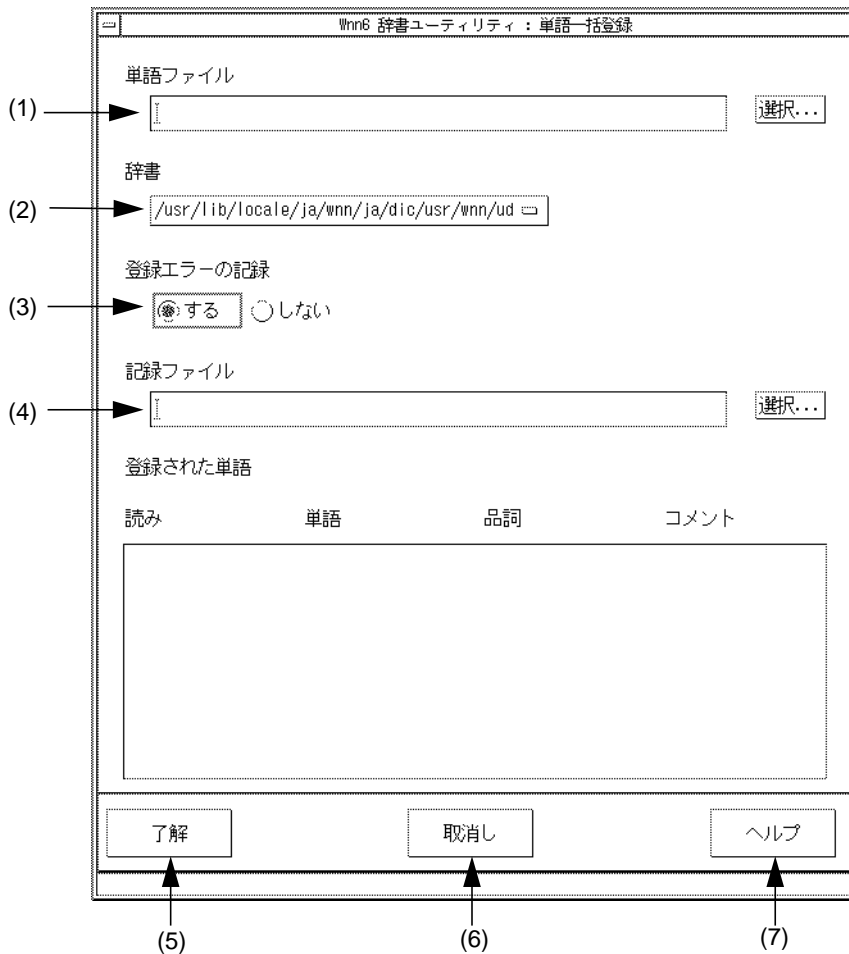 Wnn6 辞書ユーティリティ : 単語一括登録
単語ファイル
(1)
選択...
辞書
(2) /usr/lib/locale/ja/wnn/ja/dic/usr/wnn/ud
登録エラーの記録
(3) する しない
記録ファイル
(4)
選択...
登録された単語
読み 単語 品詞 コメント
了解 取消し ヘルプ
(5) (6) (7)